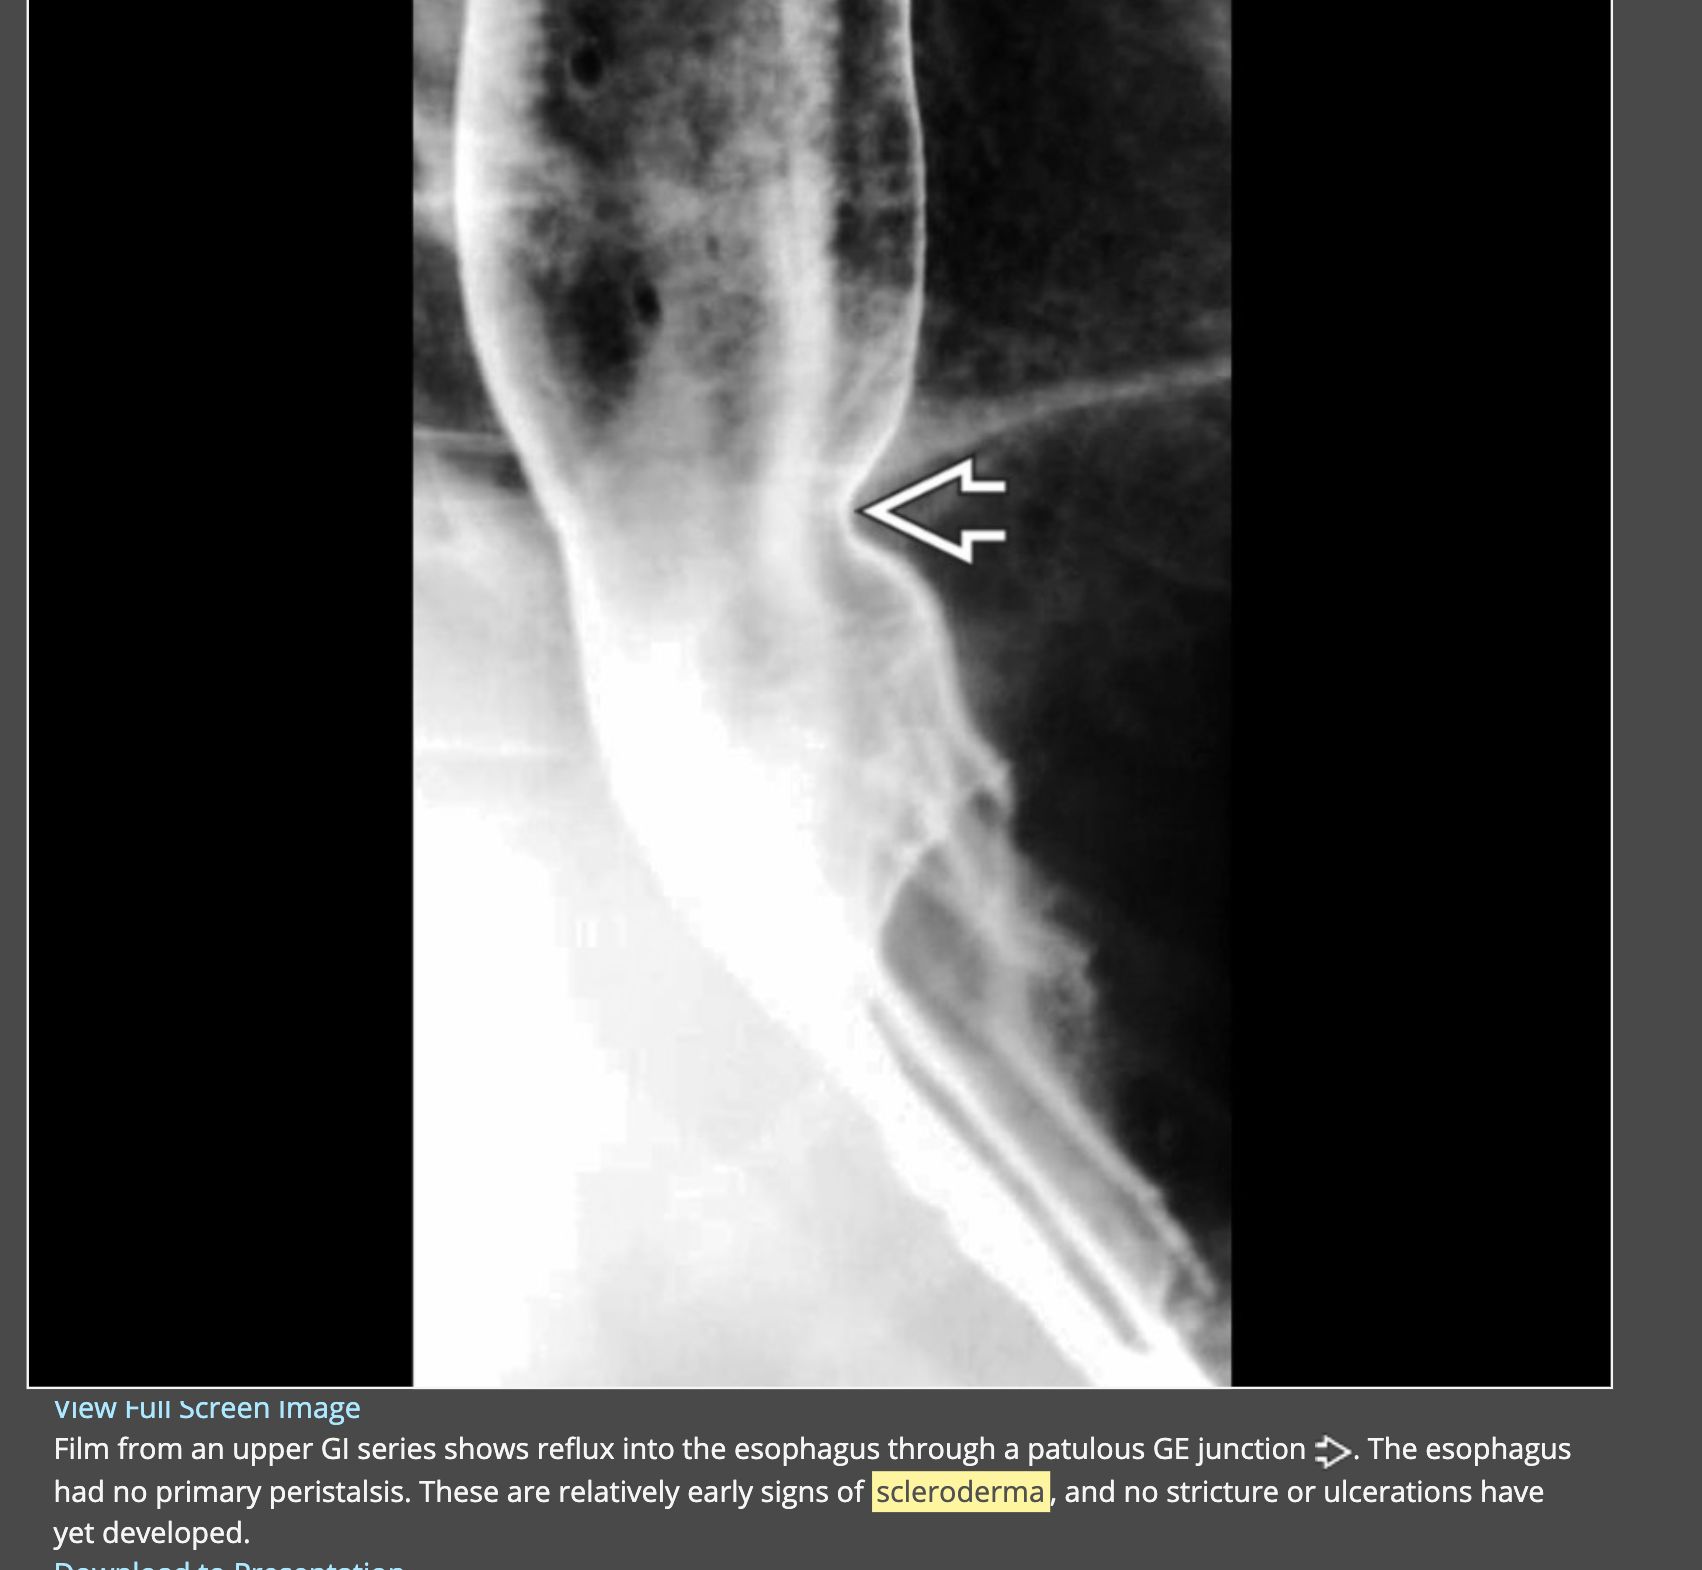 View Full Screen Image
Film from an upper GI series shows reflux into the esophagus through a patulous GE junction . The esophagus
had no primary peristalsis. These are relatively early signs of scleroderma, and no stricture or ulcerations have
yet developed.
Download to Presentation